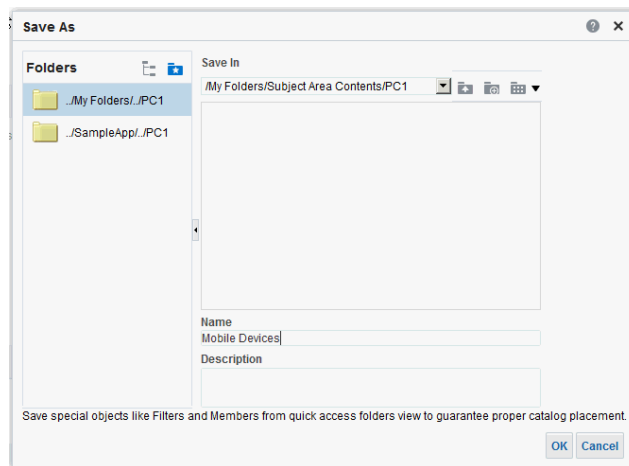 Save As
Folders
../My Folders/../PC1
../SampleApp/../PC1
Save In
/My Folders/Subject Area Contents/PC1
Name
Mobile Devices
Description
Save special objects like Filters and Members from quick access folders view to guarantee proper catalog placement.
OK Cancel